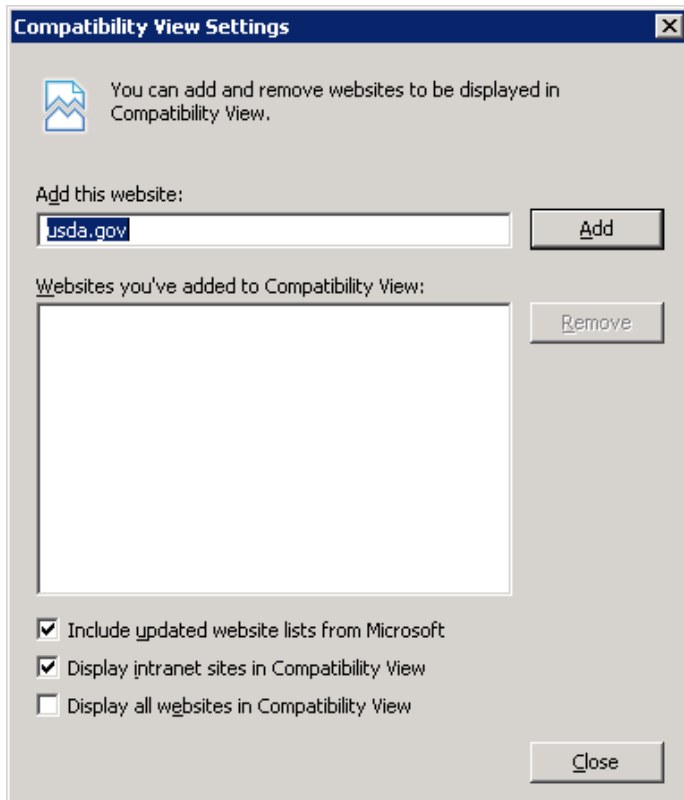 Compatibility View Settings
You can add and remove websites to be displayed in
Compatibility View.
Add this website:
usda.gov
Add
Websites you've added to Compatibility View:
Remove
Include updated website lists from Microsoft
Display intranet sites in Compatibility View
Display all websites in Compatibility View
Close